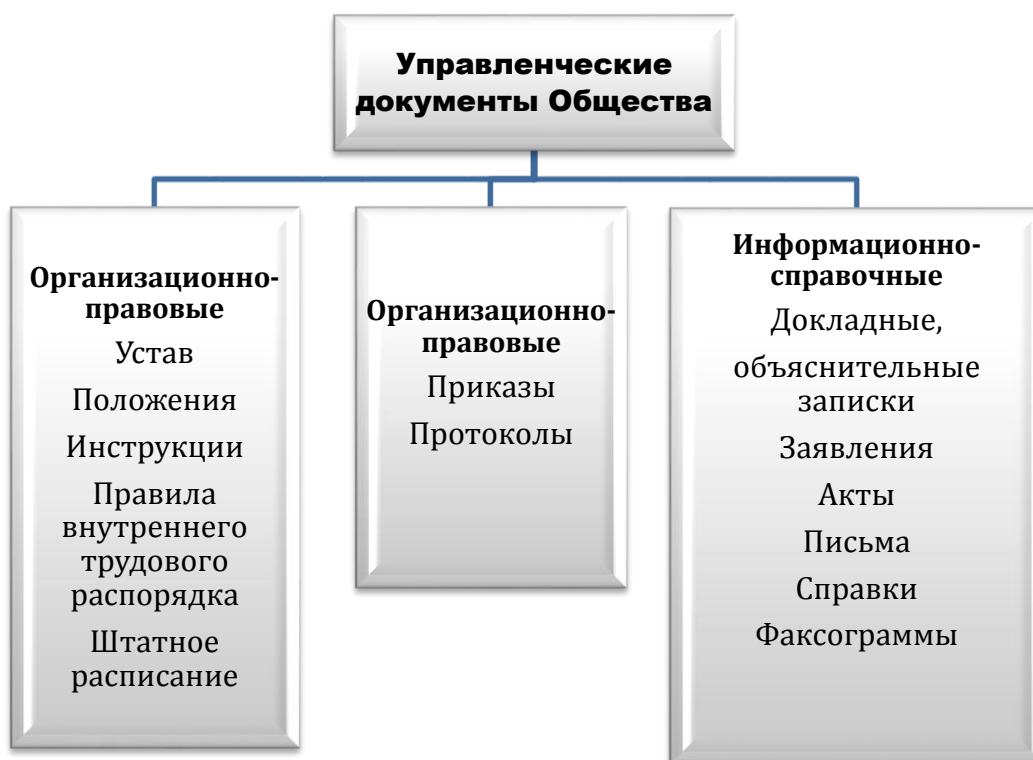 Управленческие
документы Общества
Организационно-
правовые
Устав
Положения
Инструкции
Правила
внутреннего
трудового
распорядка
Штатное
расписание
Организационно-
правовые
Приказы
Протоколы
Информационно-
справочные
Докладные,
объяснительные
записки
Заявления
Акты
Письма
Справки
Факсограммы